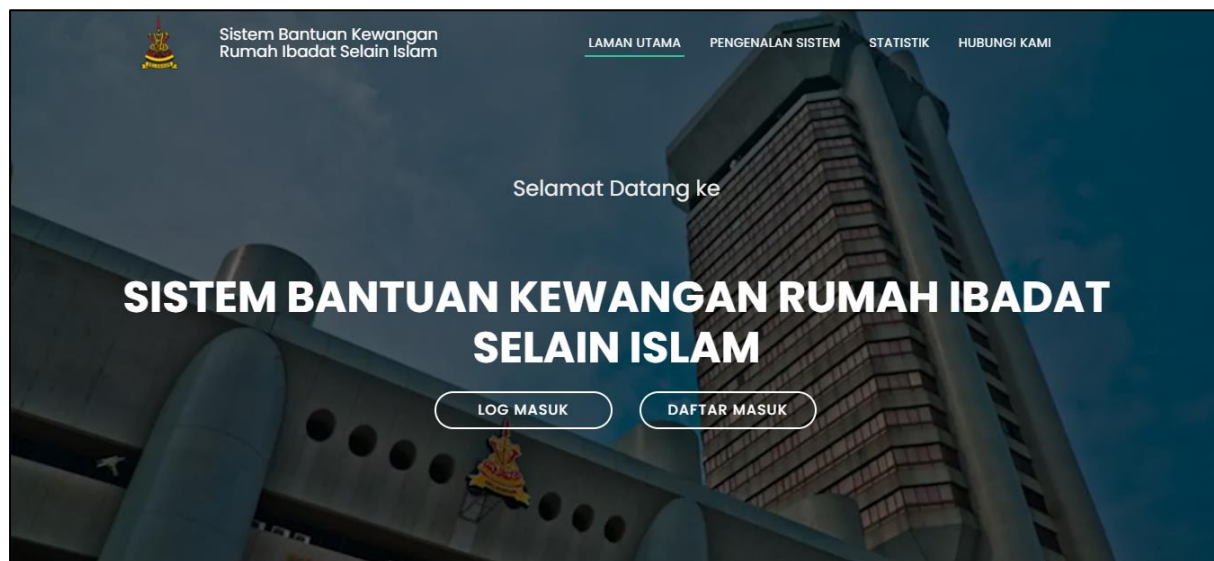 Sistem Bantuan Kewangan
Rumah Ibadat Selain Islam
LAMAN UTAMA PENGENALAN SISTEM STATISTIK HUBUNGI KAMI
Selamat Datang ke
SISTEM BANTUAN KEWANGAN RUMAH IBADAT
SELAIN ISLAM
LOG MASUK DAFTAR MASUK